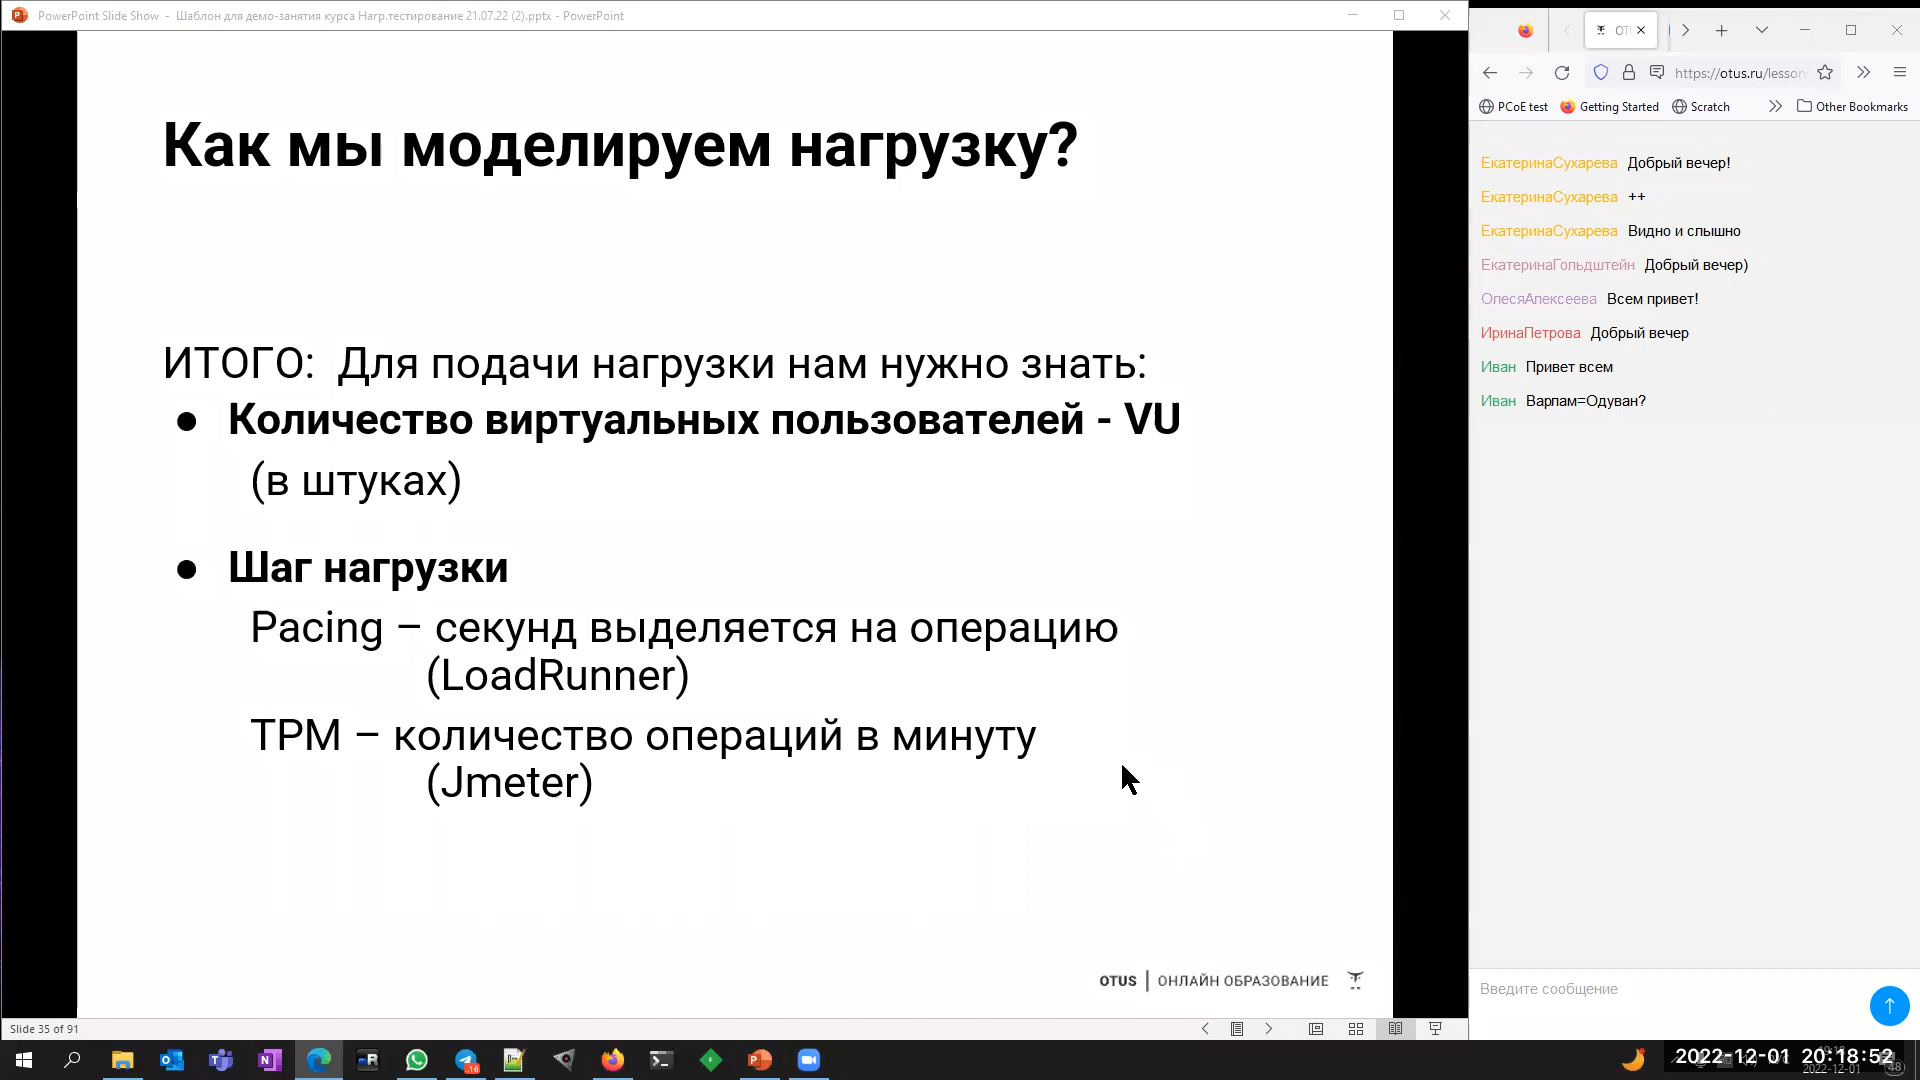 PowerPoint Slide Show - Шаблон для демо-занятия курса Нагр.тестирование 21.07.22 (2).pptx - PowerPoint
Как мы моделируем нагрузку?
ИТОГО: Для подачи нагрузки нам нужно знать:
● Количество виртуальных пользователей - VU
(в штуках)
● Шаг нагрузки
Pacing – секунд выделяется на операцию
(LoadRunner)
TPM – количество операций в минуту
(Jmeter)
OTUS | ОНЛАЙН ОБРАЗОВАНИЕ
Slide 35 of 91
https://otus.ru/lesson
PCoE test Getting Started Scratch Other Bookmarks
ЕкатеринаСухарева Добрый вечер!
ЕкатеринаСухарева ++
ЕкатеринаСухарева Видно и слышно
ЕкатеринаГольдштейн Добрый вечер)
ОлесяАлексеева Всем привет!
ИринаПетрова Добрый вечер
Иван Привет всем
Иван Варлам=Одуван?
Введите сообщение
2022-12-01 20:18:52
2022-12-01